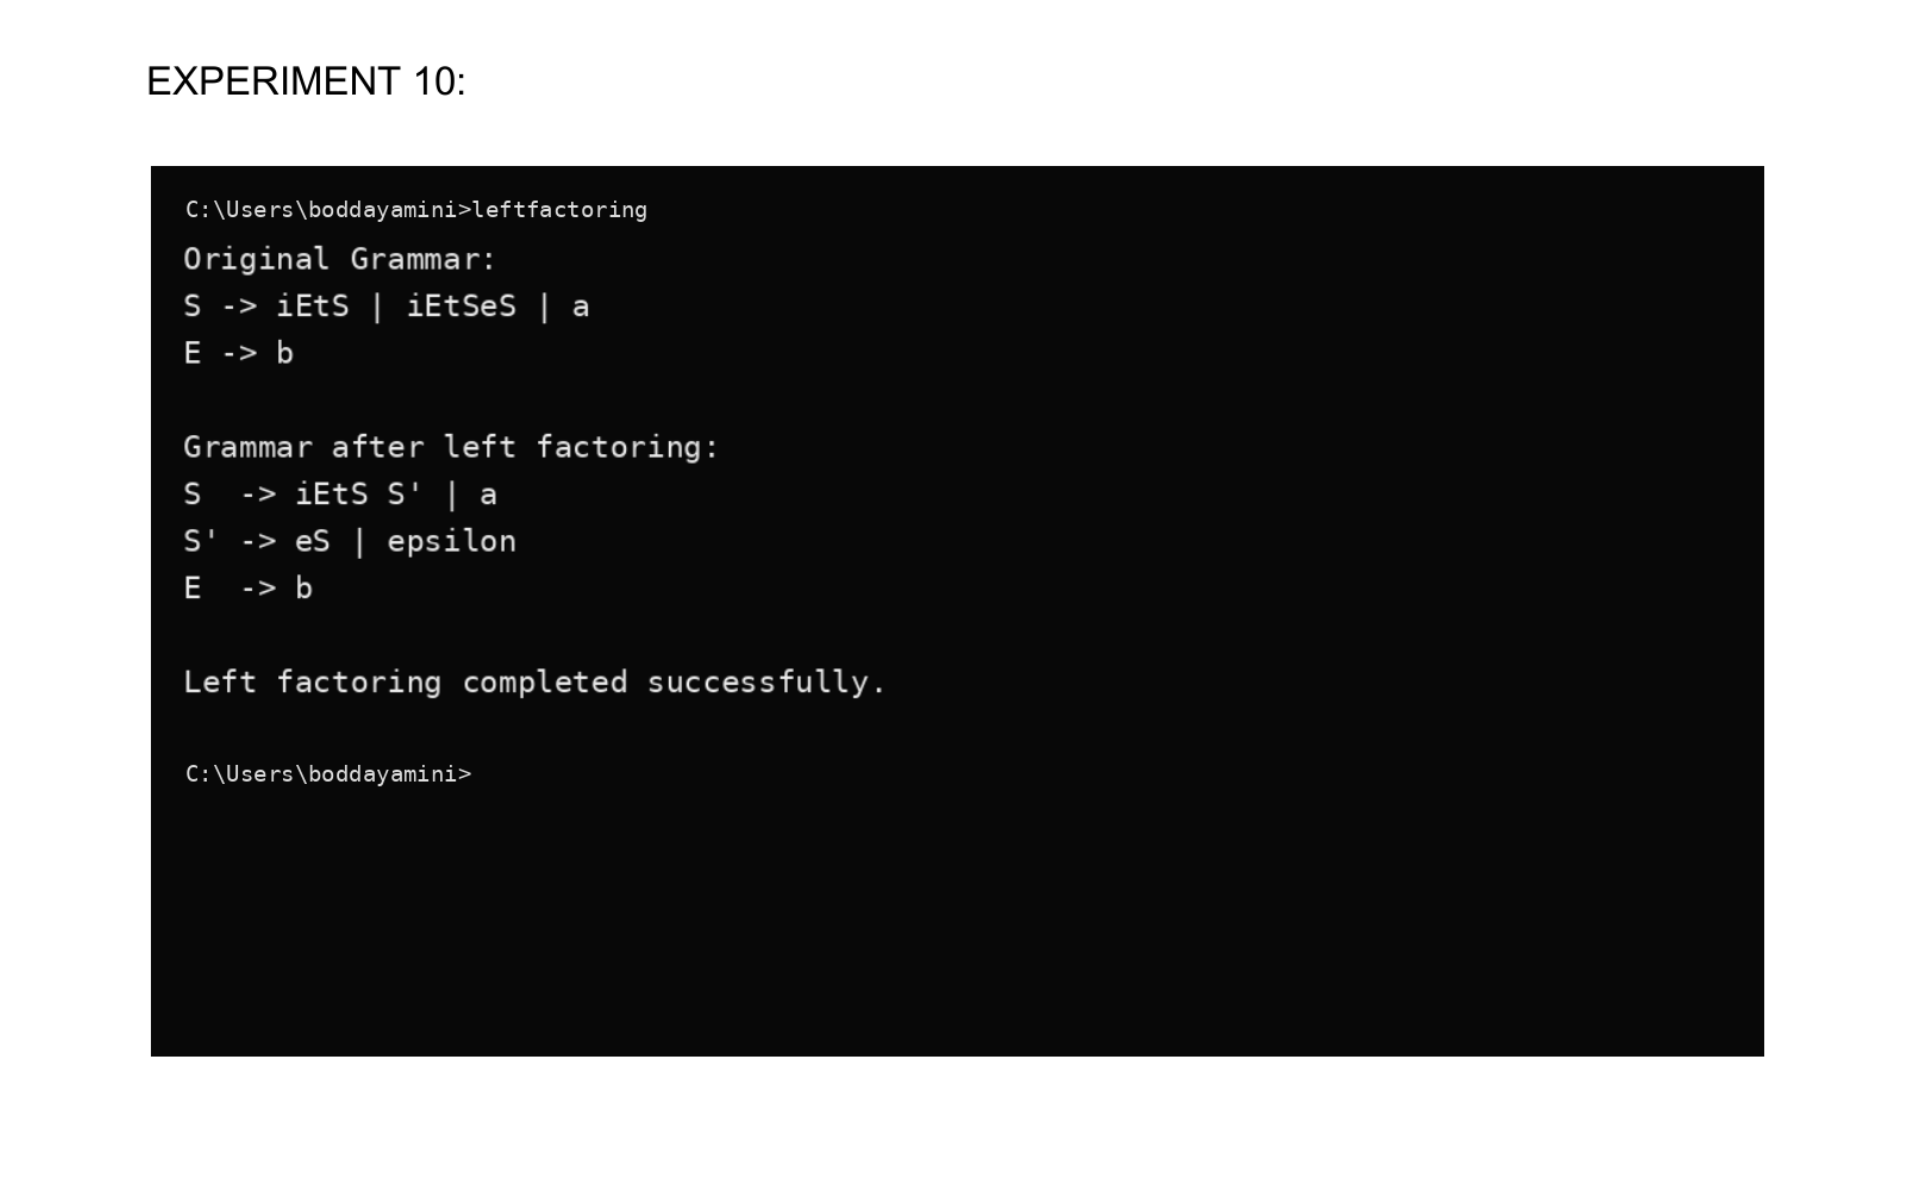 EXPERIMENT 10:
C:\Users\boddayamini>leftfactoring
Original Grammar:
S -> iEtS | iEtSeS | a
E -> b
Grammar after left factoring:
S  -> iEtS S' | a
S' -> eS | epsilon
E  -> b
Left factoring completed successfully.
C:\Users\boddayamini>